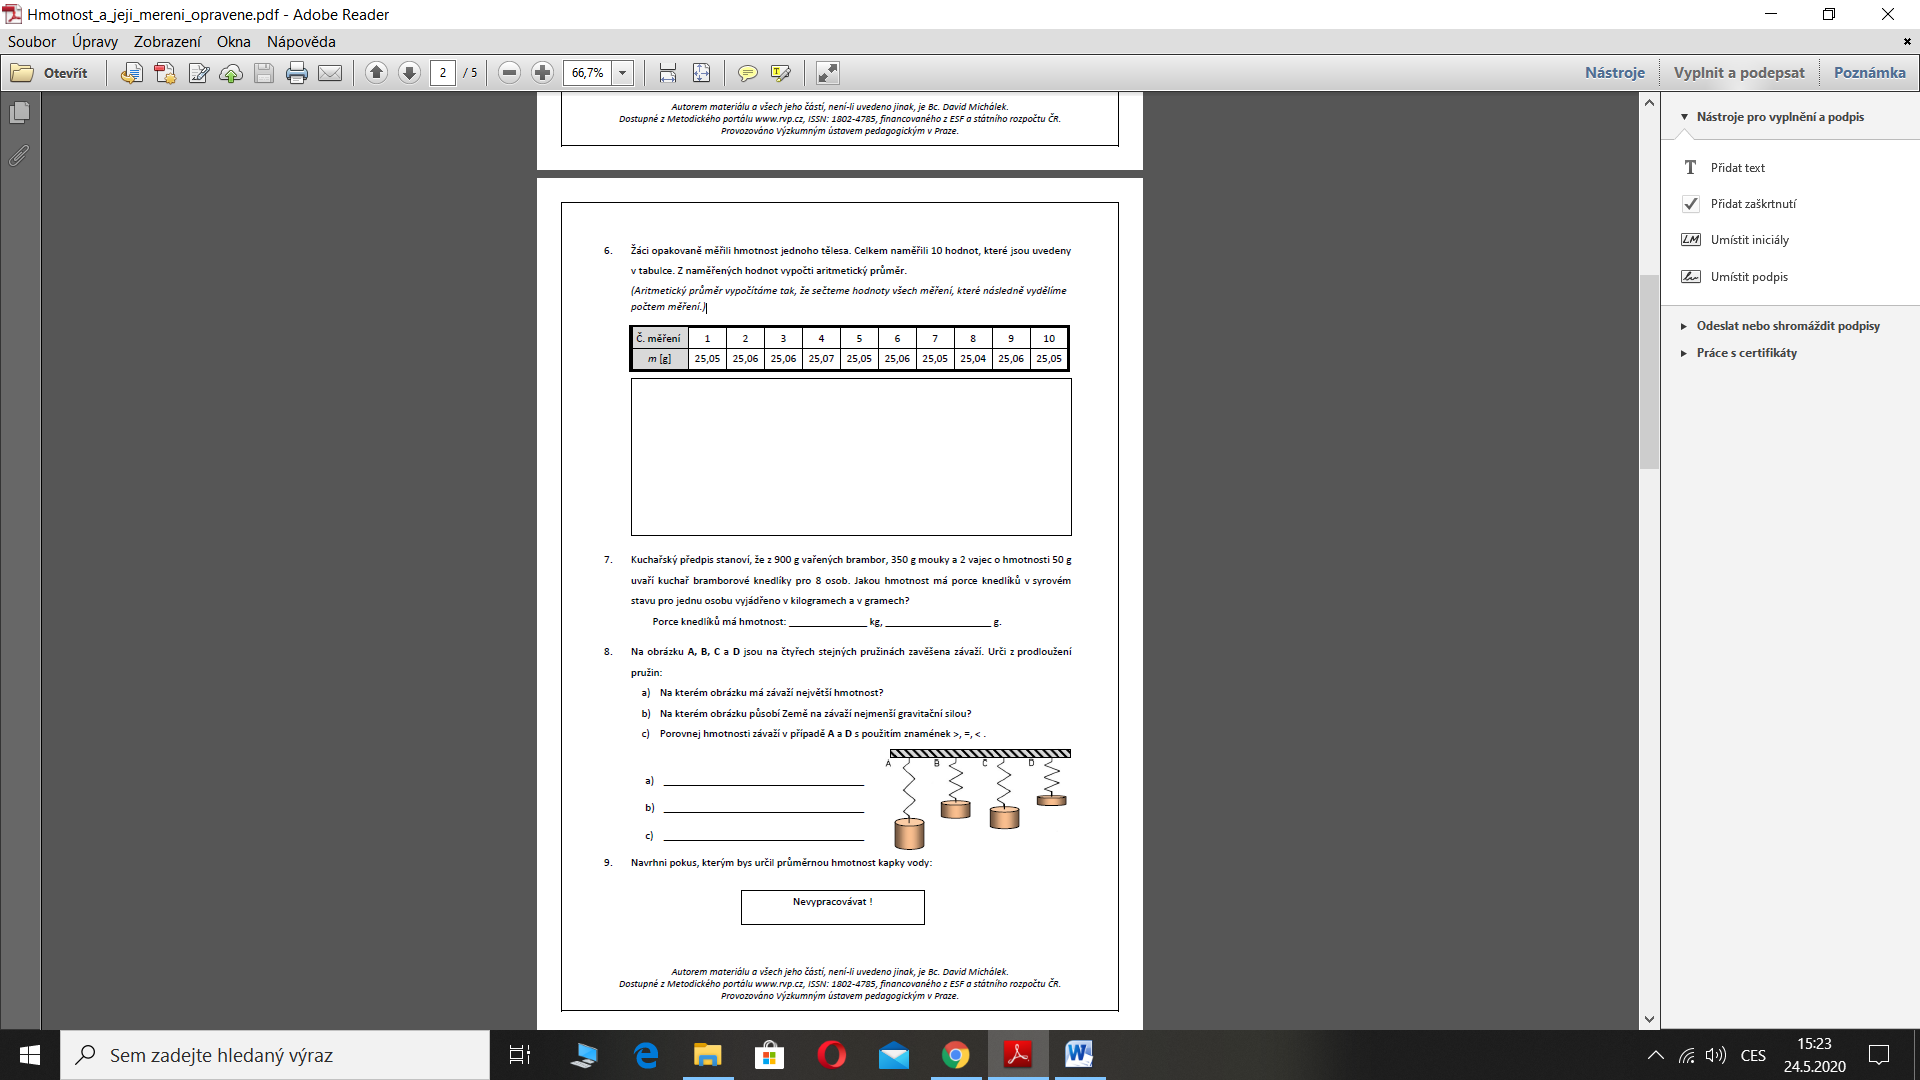 Hmotnost_a_jeji_mereni_opravene.pdf - Adobe Reader
Soubor Úpravy Zobrazení Okna Nápověda
Otevřít 2 / 5 66,7% Nástroje Vyplnit a podepsat Poznámka
Autorem materiálu a všech jeho částí, není-li uvedeno jinak, je Bc. David Michálek.
Dostupné z Metodického portálu www.rvp.cz, ISSN: 1802-4785, financovaného z ESF a státního rozpočtu ČR.
Provozováno Výzkumným ústavem pedagogickým v Praze.
6. Žáci opakovaně měřili hmotnost jednoho tělesa. Celkem naměřili 10 hodnot, které jsou uvedeny
v tabulce. Z naměřených hodnot vypočti aritmetický průměr.
(Aritmetický průměr vypočítáme tak, že sečteme hodnoty všech měření, které následně vydělíme
počtem měření.)
Č. měření 1 2 3 4 5 6 7 8 9 10
m [g] 25,05 25,06 25,06 25,07 25,05 25,06 25,05 25,04 25,06 25,05
7. Kuchařský předpis stanoví, že z 900 g vařených brambor, 350 g mouky a 2 vajec o hmotnosti 50 g
uvaří kuchař bramborové knedlíky pro 8 osob. Jakou hmotnost má porce knedlíků v syrovém
stavu pro jednu osobu vyjádřeno v kilogramech a v gramech?
Porce knedlíků má hmotnost: ______________ kg, ___________________ g.
8. Na obrázku A, B, C a D jsou na čtyřech stejných pružinách zavěšena závaží. Urči z prodloužení
pružin:
a) Na kterém obrázku má závaží největší hmotnost?
b) Na kterém obrázku působí Země na závaží nejmenší gravitační silou?
c) Porovnej hmotnosti závaží v případě A a D s použitím znamének >, =, < .
A B C D
a) ____________________________________
b) ____________________________________
c) ____________________________________
9. Navrhni pokus, kterým bys určil průměrnou hmotnost kapky vody:
Nevypracovávat !
Autorem materiálu a všech jeho částí, není-li uvedeno jinak, je Bc. David Michálek.
Dostupné z Metodického portálu www.rvp.cz, ISSN: 1802-4785, financovaného z ESF a státního rozpočtu ČR.
Provozováno Výzkumným ústavem pedagogickým v Praze.
Nástroje pro vyplnění a podpis
Přidat text
Přidat zaškrtnutí
Umístit iniciály
Umístit podpis
Odeslat nebo shromáždit podpisy
Práce s certifikáty
Sem zadejte hledaný výraz
CES
15:23
24.5.2020